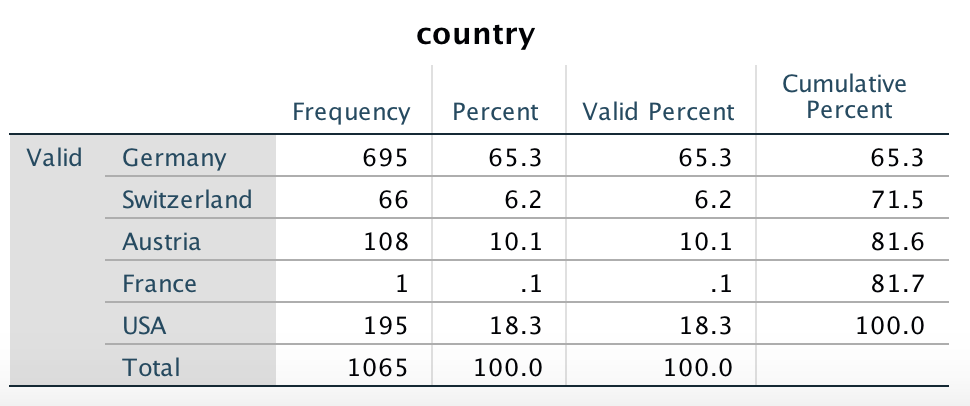 country
Frequency Percent Valid Percent Cumulative Percent
Valid Germany 695 65.3 65.3 65.3
Switzerland 66 6.2 6.2 71.5
Austria 108 10.1 10.1 81.6
France 1 .1 .1 81.7
USA 195 18.3 18.3 100.0
Total 1065 100.0 100.0